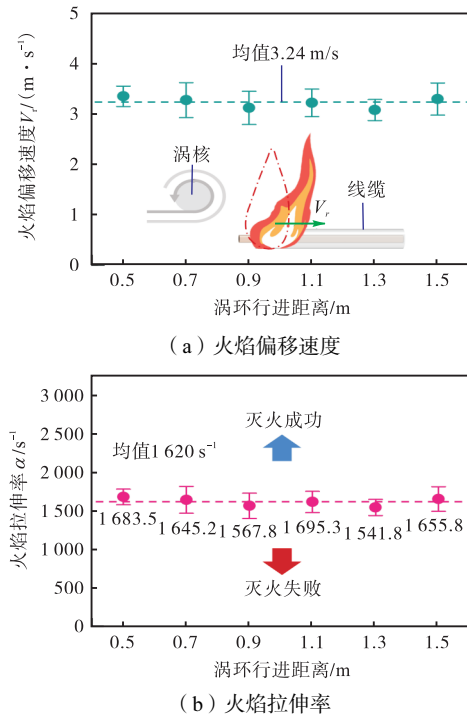 5
4
3
2
1
0
火焰偏移速度Vr/(m·s⁻¹)
均值3.24 m/s
涡核
Vr
线缆
0.5 0.7 0.9 1.1 1.3 1.5
涡环行进距离/m
(a)火焰偏移速度
3 000
2 500
2 000
1 500
1 000
500
0
火焰拉伸率α/s⁻¹
灭火成功
均值1 620 s⁻¹
1 683.5 1 645.2 1 567.8 1 695.3 1 541.8 1 655.8
灭火失败
0.5 0.7 0.9 1.1 1.3 1.5
涡环行进距离/m
(b)火焰拉伸率